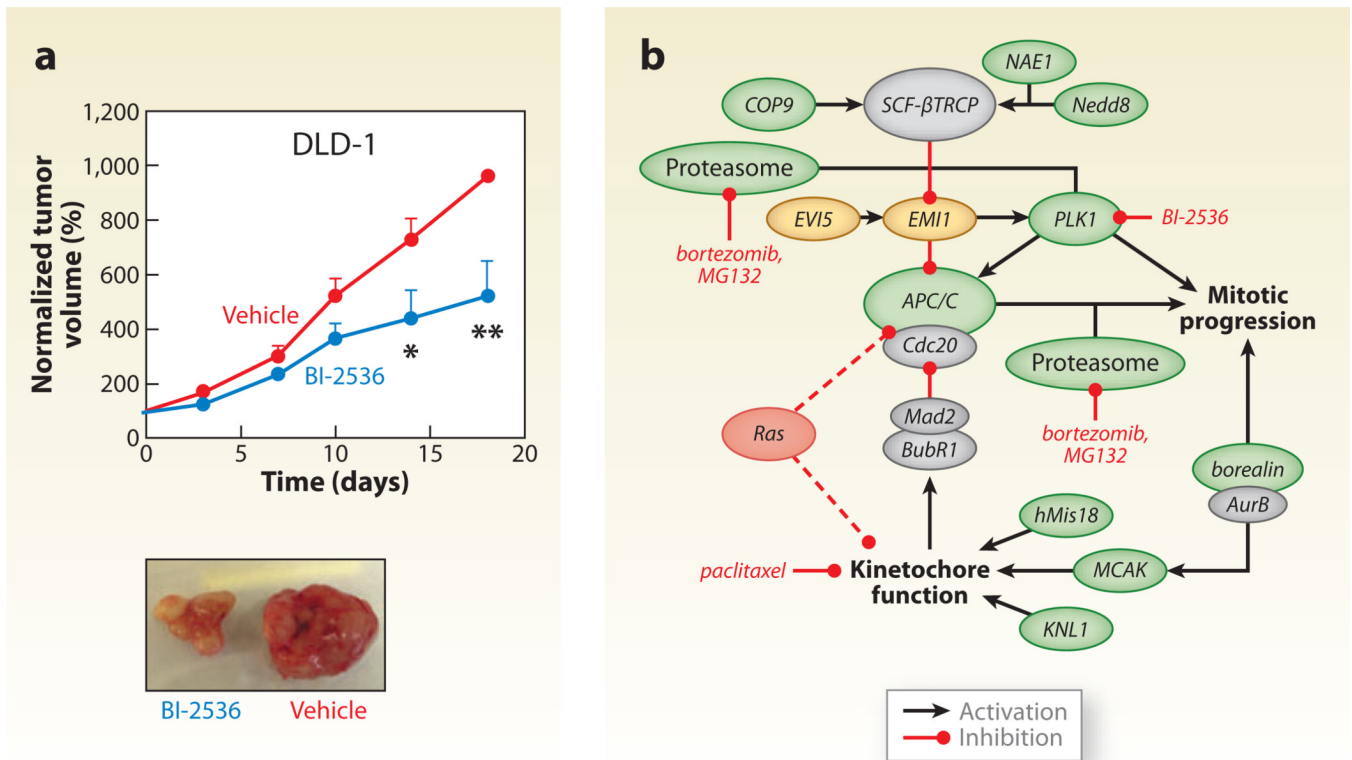 a
1,200
1,000
800
600
400
200
0
Normalized tumor
volume (%)
DLD-1
Vehicle
BI-2536
*
**
0
5
10
15
20
Time (days)
BI-2536
Vehicle
b
NAE1
COP9
SCF-βTRCP
Nedd8
Proteasome
EVI5
EMI1
PLK1
BI-2536
bortezomib,
MG132
APC/C
Mitotic
progression
Cdc20
Proteasome
Mad2
Ras
BubR1
bortezomib,
MG132
borealin
AurB
hMis18
paclitaxel
Kinetochore
function
MCAK
KNL1
Activation
Inhibition